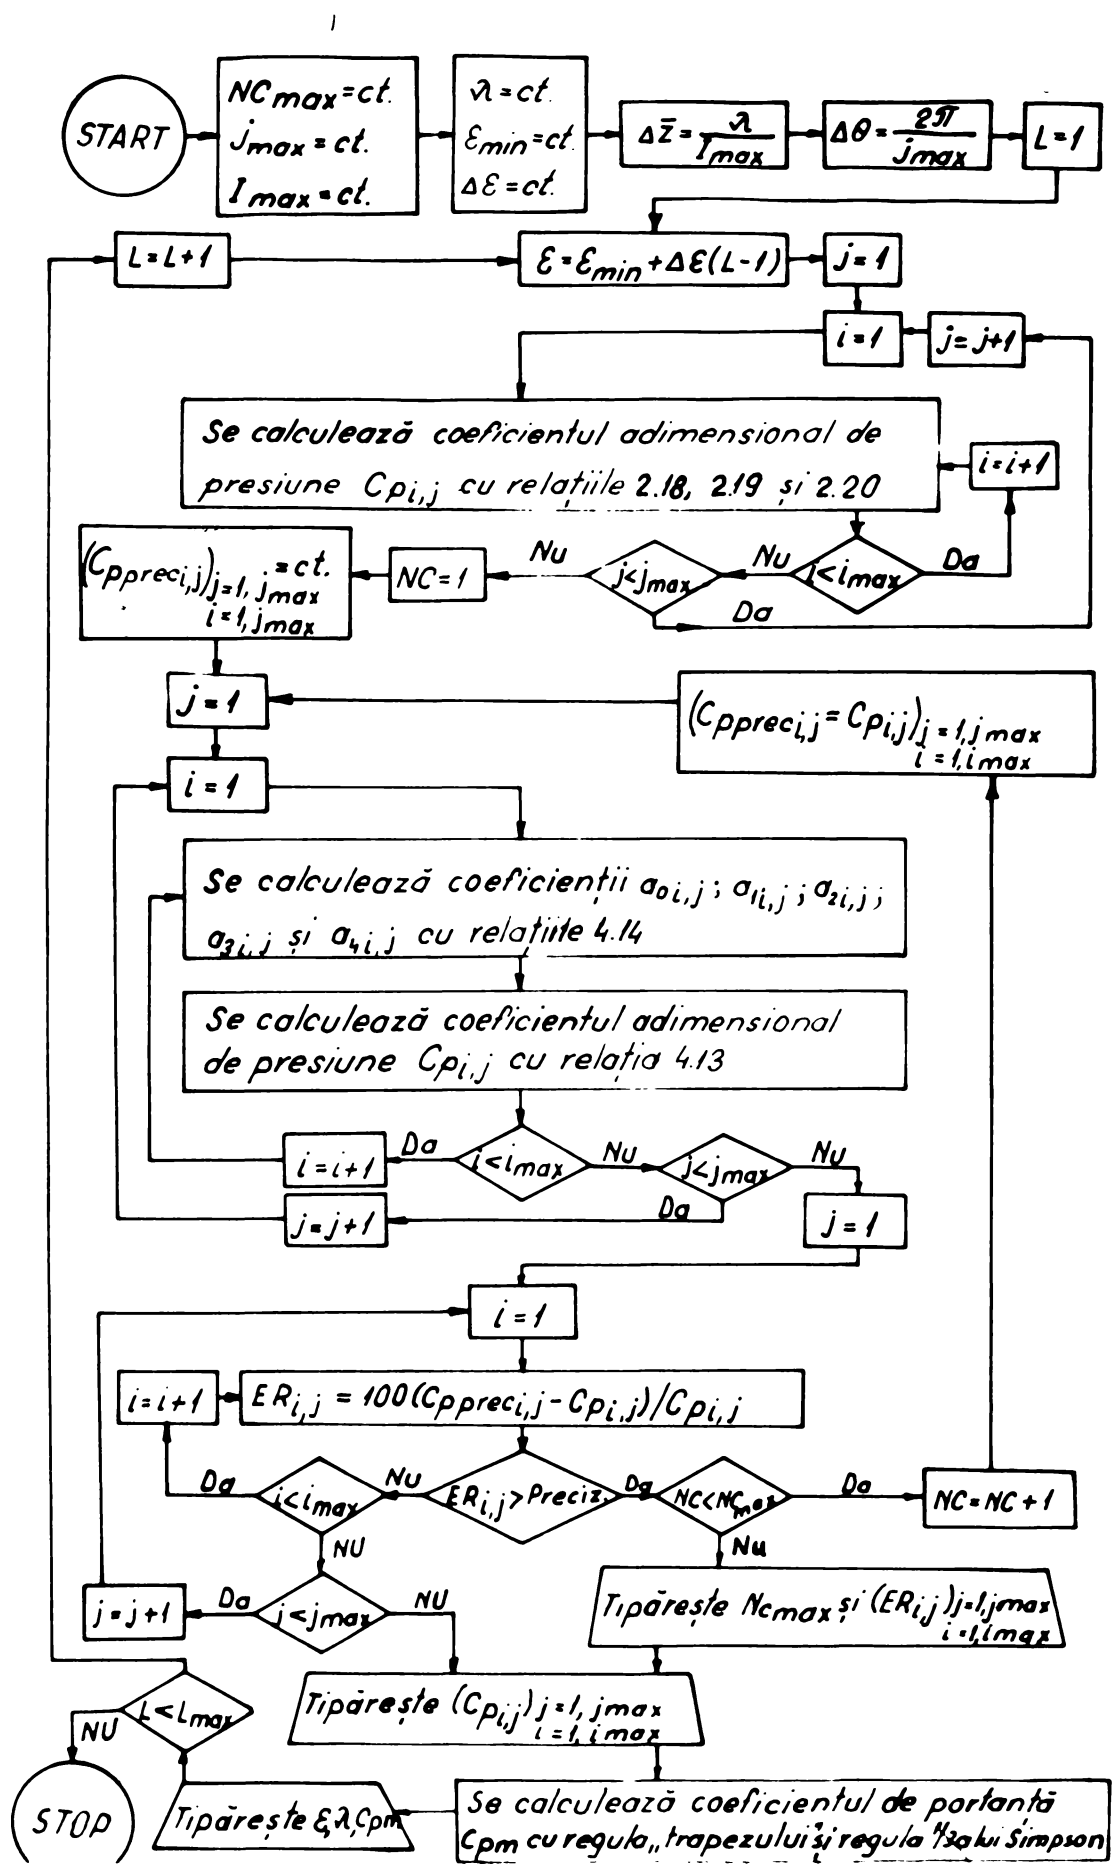 START
NCmax = ct.
jmax = ct.
Imax = ct.
λ = ct.
εmin = ct.
Δε = ct.
Δz̄ = λ/Imax
Δθ = 2π/jmax
L = 1
L = L+1
ε = εmin + Δε(L-1)
j = 1
i = 1
j = j+1
Se calculează coeficientul adimensional de
presiune Cpi,j cu relațiile 2.18, 2.19 și 2.20
i = i+1
i < imax
Da
Nu
j < jmax
Da
Nu
NC = 1
(Cppreci,j)j=1, jmax = ct.
i = 1, jmax
j = 1
(Cppreci,j = Cpi,j)j = 1, jmax
i = 1, imax
i = 1
Se calculează coeficienții a0i,j ; a1i,j ; a2i,j ;
a3i,j și a4i,j cu relațiile 4.14
Se calculează coeficientul adimensional
de presiune Cpi,j cu relația 4.13
i = i+1
Da
i < imax
Nu
j < jmax
Nu
j = j+1
Da
j = 1
i = 1
i = i+1
ERi,j = 100(Cppreci,j - Cpi,j)/Cpi,j
Da
i < imax
Nu
ERi,j > Preciz.
Da
NC < NCmax
Da
NC = NC + 1
NU
Nu
j = j+1
Da
j < jmax
NU
Tipărește Ncmax și (ERi,j)j=1, jmax
i = 1, imax
Tipărește (Cpi,j) j = 1, jmax
i = 1, imax
L < Lmax
NU
STOP
Tipărește ε, λ, Cpm
Se calculează coeficientul de portantă
Cpm cu regula „trapezului" și regula 1/3 a lui Simpson